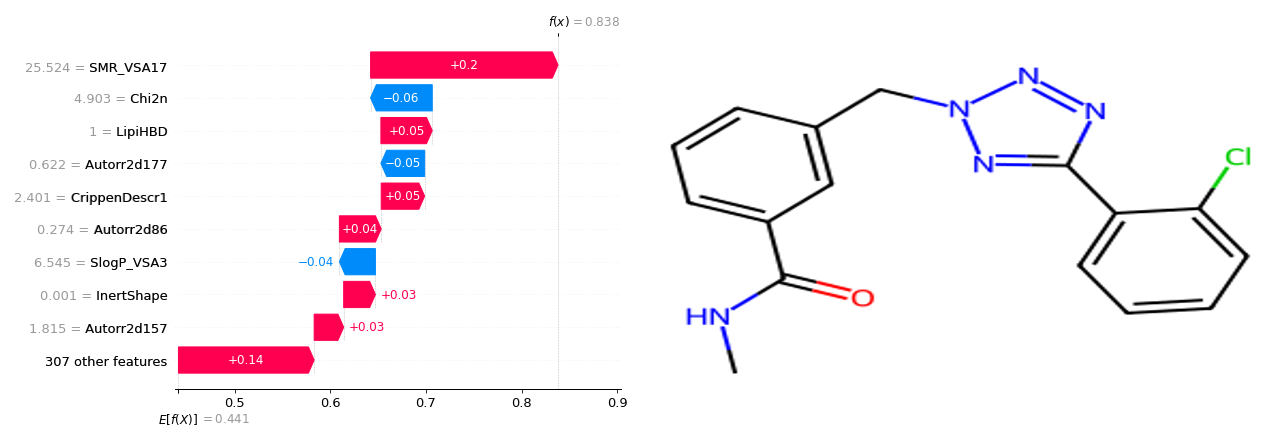 f(x) = 0.838
25.524 = SMR_VSA17
+0.2
4.903 = Chi2n
−0.06
1 = LipiHBD
+0.05
0.622 = Autorr2d177
−0.05
2.401 = CrippenDescr1
+0.05
0.274 = Autorr2d86
+0.04
6.545 = SlogP_VSA3
−0.04
0.001 = InertShape
+0.03
1.815 = Autorr2d157
+0.03
307 other features
+0.14
0.5 0.6 0.7 0.8 0.9
E[f(X)] = 0.441
N
N N
N
Cl
O
HN